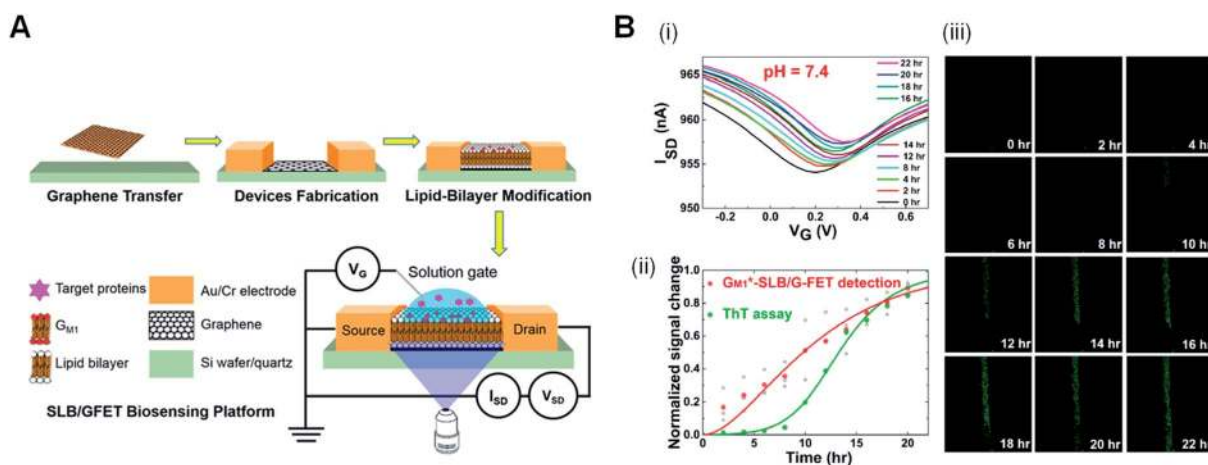 A
Graphene Transfer
Devices Fabrication
Lipid-Bilayer Modification
Target proteins
GM1
Lipid bilayer
Au/Cr electrode
Graphene
Si wafer/quartz
SLB/GFET Biosensing Platform
VG
Solution gate
Source
Drain
ISD
VSD
B
(i)
pH = 7.4
22 hr
20 hr
18 hr
16 hr
14 hr
12 hr
8 hr
4 hr
2 hr
0 hr
965
960
955
950
ISD (nA)
-0.2
0.0
0.2
0.4
0.6
VG (V)
(ii)
GM1*-SLB/G-FET detection
ThT assay
1.0
0.8
0.6
0.4
0.2
0.0
Normalized signal change
0
5
10
15
20
Time (hr)
(iii)
0 hr
2 hr
4 hr
6 hr
8 hr
10 hr
12 hr
14 hr
16 hr
18 hr
20 hr
22 hr